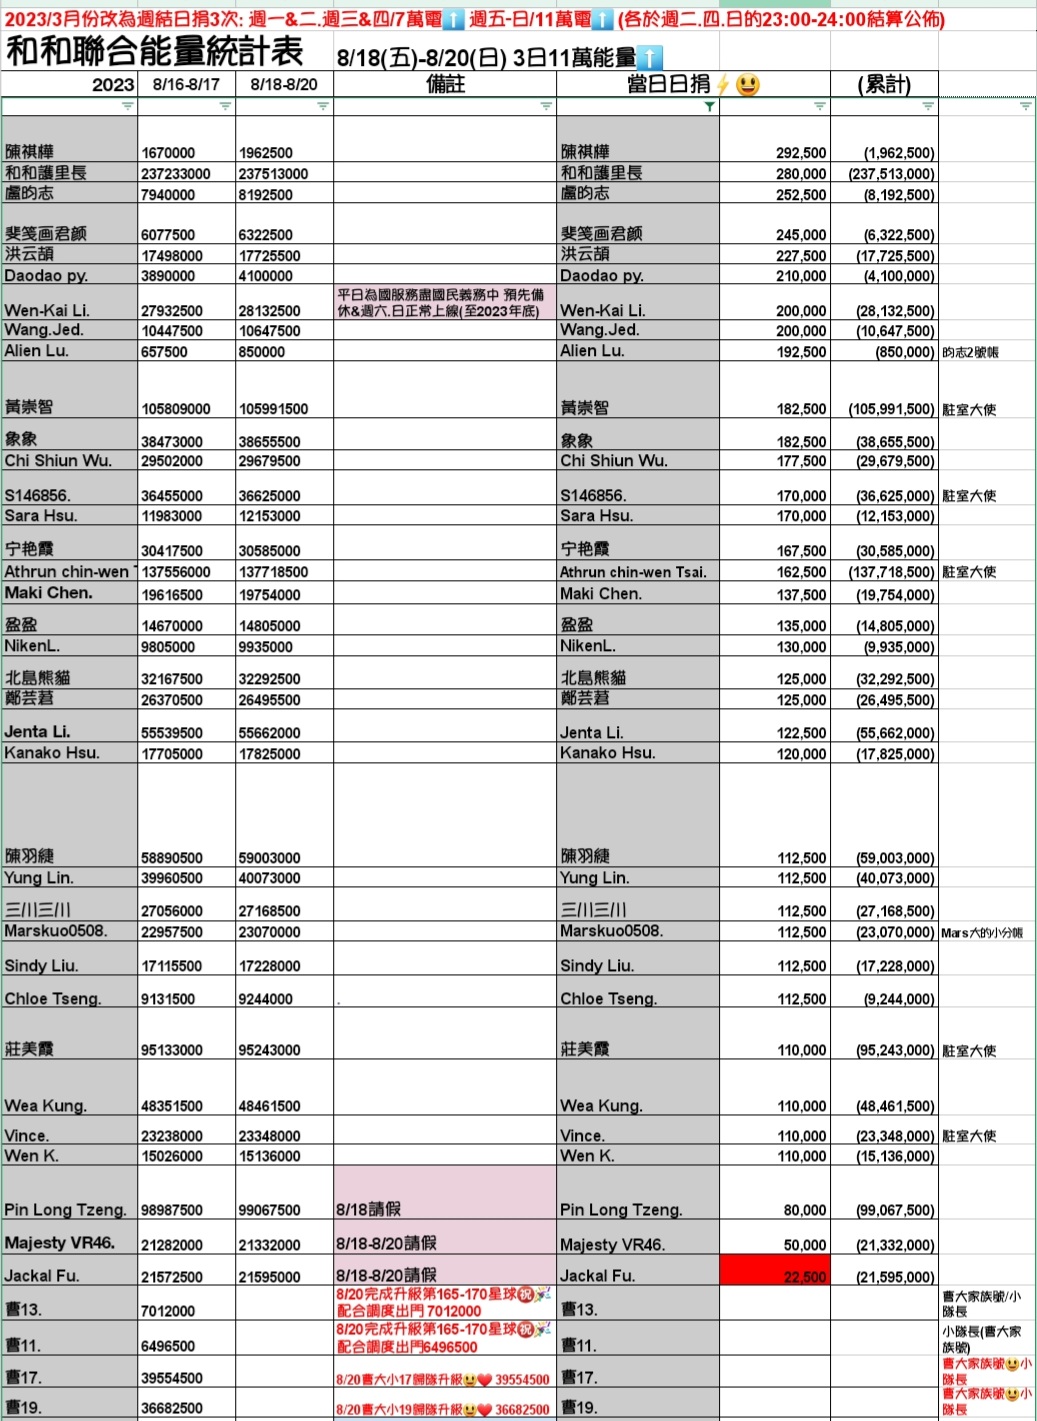 2023/3月份改為週結日捐3次: 週一&二.週三&四/7萬電⬆️ 週五-日/11萬電⬆️ (各於週二.四.日的23:00-24:00結算公佈)
和和聯合能量統計表 8/18(五)-8/20(日) 3日11萬能量⬆️
2023 8/16-8/17 8/18-8/20 備註 當日日捐⚡😃 (累計)
陳祺樺 1670000 1962500 陳祺樺 292,500 (1,962,500)
和和護里長 237233000 237513000 和和護里長 280,000 (237,513,000)
盧昀志 7940000 8192500 盧昀志 252,500 (8,192,500)
斐笺画君颜 6077500 6322500 斐笺画君颜 245,000 (6,322,500)
洪云頡 17498000 17725500 洪云頡 227,500 (17,725,500)
Daodao py. 3890000 4100000 Daodao py. 210,000 (4,100,000)
平日為國服務盡國民義務中 預先備
Wen-Kai Li. 27932500 28132500 休&週六.日正常上線(至2023年底) Wen-Kai Li. 200,000 (28,132,500)
Wang.Jed. 10447500 10647500 Wang.Jed. 200,000 (10,647,500)
Alien Lu. 657500 850000 Alien Lu. 192,500 (850,000) 昀志2號帳
黃崇智 105809000 105991500 黃崇智 182,500 (105,991,500) 駐室大使
象象 38473000 38655500 象象 182,500 (38,655,500)
Chi Shiun Wu. 29502000 29679500 Chi Shiun Wu. 177,500 (29,679,500)
S146856. 36455000 36625000 S146856. 170,000 (36,625,000) 駐室大使
Sara Hsu. 11983000 12153000 Sara Hsu. 170,000 (12,153,000)
宁艳霞 30417500 30585000 宁艳霞 167,500 (30,585,000)
Athrun chin-wen 137556000 137718500 Athrun chin-wen Tsai. 162,500 (137,718,500) 駐室大使
Maki Chen. 19616500 19754000 Maki Chen. 137,500 (19,754,000)
盈盈 14670000 14805000 盈盈 135,000 (14,805,000)
NikenL. 9805000 9935000 NikenL. 130,000 (9,935,000)
北島熊貓 32167500 32292500 北島熊貓 125,000 (32,292,500)
鄭芸莙 26370500 26495500 鄭芸莙 125,000 (26,495,500)
Jenta Li. 55539500 55662000 Jenta Li. 122,500 (55,662,000)
Kanako Hsu. 17705000 17825000 Kanako Hsu. 120,000 (17,825,000)
陳羽緁 58890500 59003000 陳羽緁 112,500 (59,003,000)
Yung Lin. 39960500 40073000 Yung Lin. 112,500 (40,073,000)
三川三川 27056000 27168500 三川三川 112,500 (27,168,500)
Marskuo0508. 22957500 23070000 Marskuo0508. 112,500 (23,070,000) Mars大的小分帳
Sindy Liu. 17115500 17228000 Sindy Liu. 112,500 (17,228,000)
Chloe Tseng. 9131500 9244000 . Chloe Tseng. 112,500 (9,244,000)
莊美霞 95133000 95243000 莊美霞 110,000 (95,243,000) 駐室大使
Wea Kung. 48351500 48461500 Wea Kung. 110,000 (48,461,500)
Vince. 23238000 23348000 Vince. 110,000 (23,348,000) 駐室大使
Wen K. 15026000 15136000 Wen K. 110,000 (15,136,000)
Pin Long Tzeng. 98987500 99067500 8/18請假 Pin Long Tzeng. 80,000 (99,067,500)
Majesty VR46. 21282000 21332000 8/18-8/20請假 Majesty VR46. 50,000 (21,332,000)
Jackal Fu. 21572500 21595000 8/18-8/20請假 Jackal Fu. 22,500 (21,595,000)
8/20完成升級第165-170星球㊗️🎉 曹大家族號/小
曹13. 7012000 配合調度出門 7012000 曹13. 隊長
8/20完成升級第165-170星球㊗️🎉 小隊長(曹大家
曹11. 6496500 配合調度出門6496500 曹11. 族號)
曹大家族號😃小
曹17. 39554500 8/20曹大小17歸隊升級😃❤️ 39554500 曹17. 隊長
曹大家族號😃小
曹19. 36682500 8/20曹大小19歸隊升級😃❤️ 36682500 曹19. 隊長